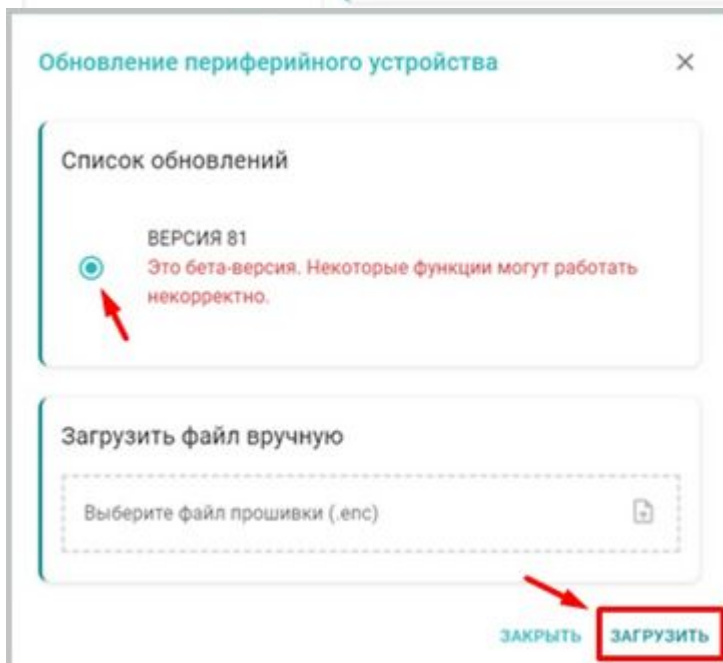 Обновление периферийного устройства
Список обновлений
ВЕРСИЯ 81
Это бета-версия. Некоторые функции могут работать
некорректно.
Загрузить файл вручную
Выберите файл прошивки (.enc)
ЗАКРЫТЬ ЗАГРУЗИТЬ